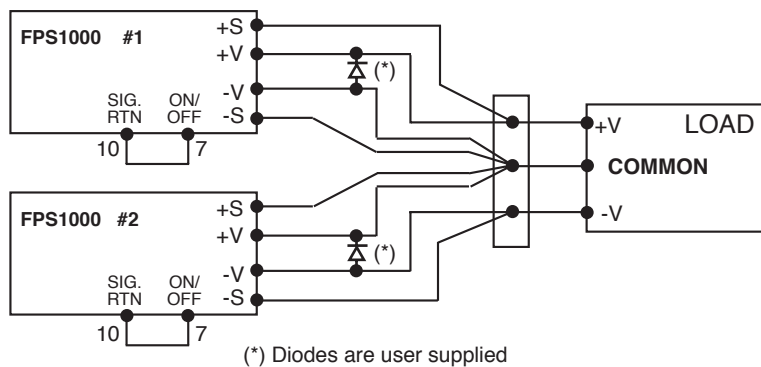 FPS1000 #1
+S
+V
-V
-S
(*)
SIG.
RTN
ON/
OFF
10
7
+V
LOAD
COMMON
-V
FPS1000 #2
+S
+V
-V
-S
(*)
SIG.
RTN
ON/
OFF
10
7
(*) Diodes are user supplied